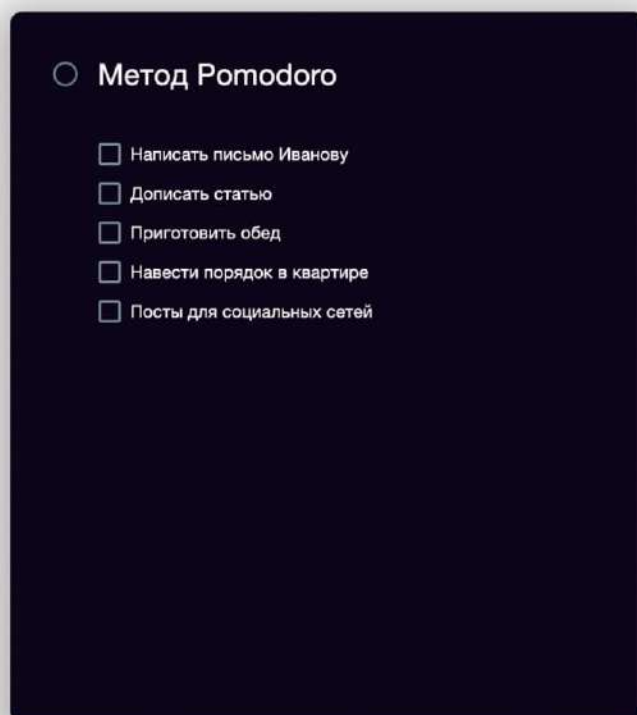 Метод Pomodoro
Написать письмо Иванову
Дописать статью
Приготовить обед
Навести порядок в квартире
Посты для социальных сетей